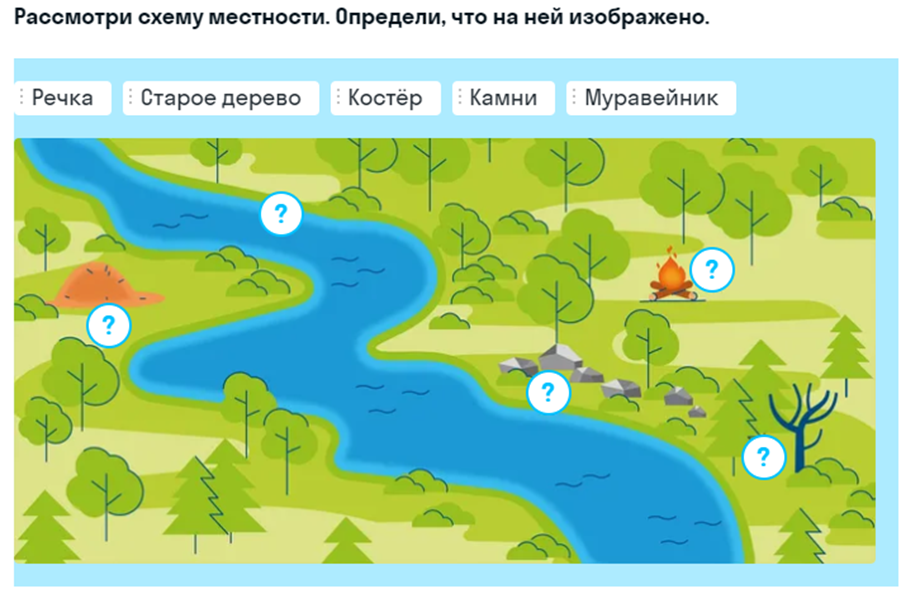 Рассмотри схему местности. Определи, что на ней изображено.
Речка Старое дерево Костёр Камни Муравейник
?
?
?
?
?